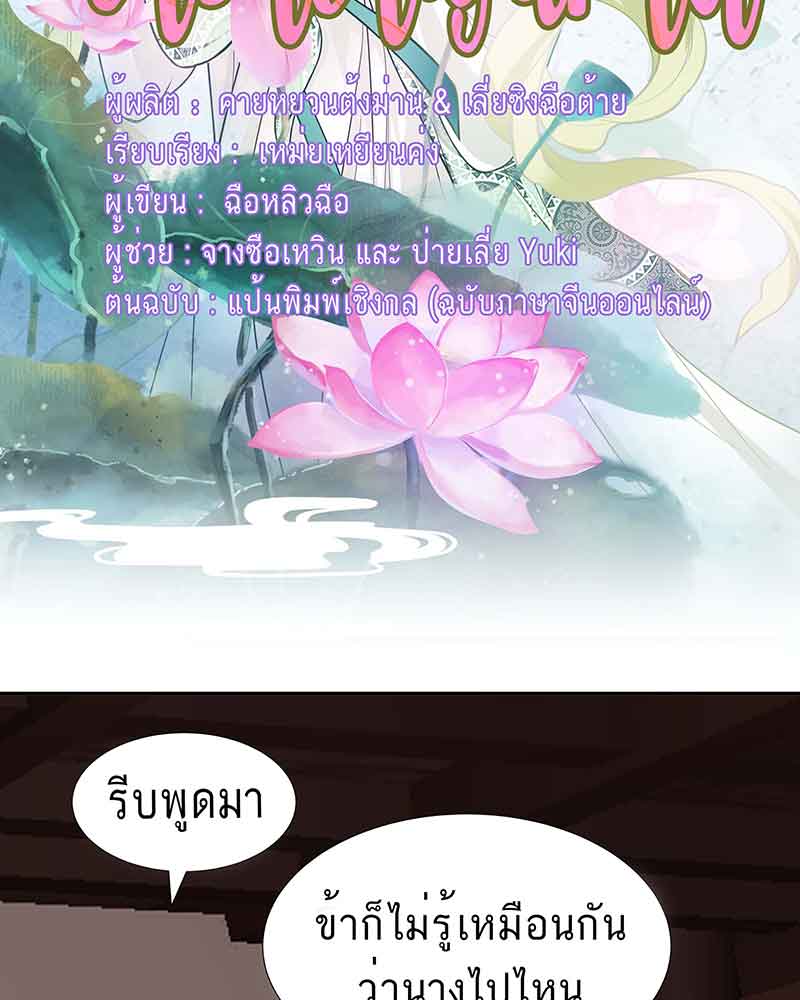 ผู้ผลิต : คายหยวนต้งม่าน & เลี่ยชิงฉือต้าย
เรียบเรียง : เหม่ยเหยียนค่ง
ผู้เขียน : ฉือหลิวฉือ
ผู้ช่วย : จางซือเหวิน และ ป่ายเลี่ย Yuki
ต้นฉบับ : แป้นพิมพ์เชิงกล (ฉบับภาษาจีนออนไลน์)
รีบพูดมา
ข้าก็ไม่รู้เหมือนกัน
ว่านางไปไหน